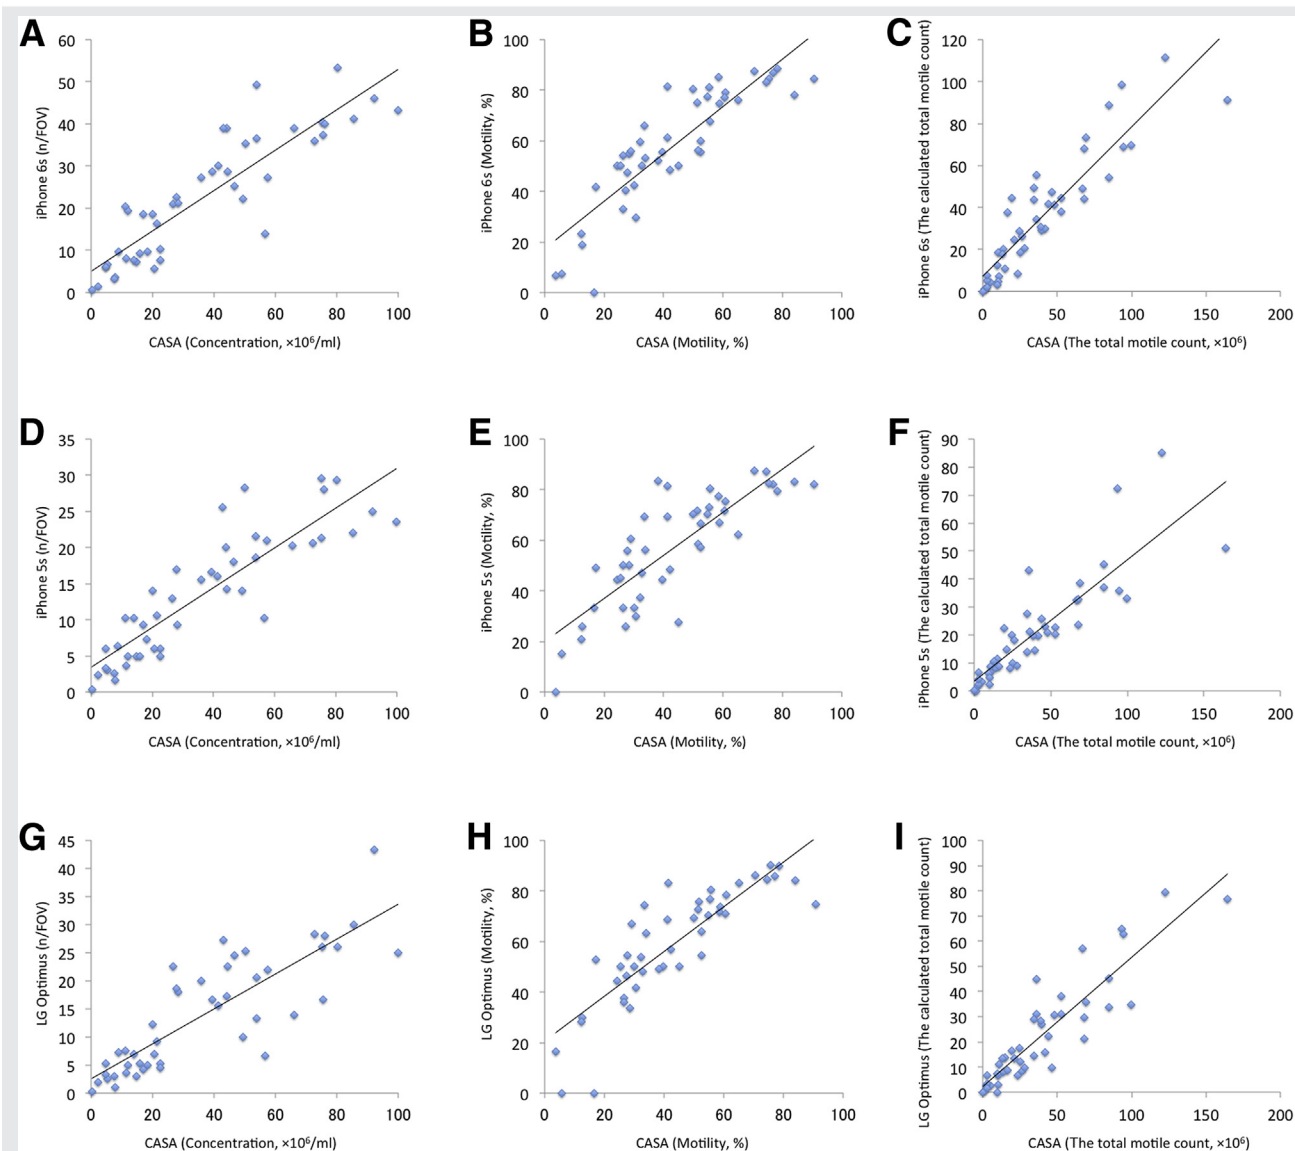 A
iPhone 6s (n/FOV)
60
50
40
30
20
10
0
0 20 40 60 80 100
CASA (Concentration, ×10⁶/ml)
B
iPhone 6s (Motility, %)
100
80
60
40
20
0
0 20 40 60 80 100
CASA (Motility, %)
C
iPhone 6s (The calculated total motile count)
120
100
80
60
40
20
0
0 50 100 150 200
CASA (The total motile count, ×10⁶)
D
iPhone 5s (n/FOV)
35
30
25
20
15
10
5
0
0 20 40 60 80 100
CASA (Concentration, ×10⁶/ml)
E
iPhone 5s (Motility, %)
100
80
60
40
20
0
0 20 40 60 80 100
CASA (Motility, %)
F
iPhone 5s (The calculated total motile count)
90
80
70
60
50
40
30
20
10
0
0 50 100 150 200
CASA (The total motile count, ×10⁶)
G
LG Optimus (n/FOV)
45
40
35
30
25
20
15
10
5
0
0 20 40 60 80 100
CASA (Concentration, ×10⁶/ml)
H
LG Optimus (Motility, %)
100
80
60
40
20
0
0 20 40 60 80 100
CASA (Motility, %)
I
LG Optimus (The calculated total motile count)
100
90
80
70
60
50
40
30
20
10
0
0 50 100 150 200
CASA (The total motile count, ×10⁶)